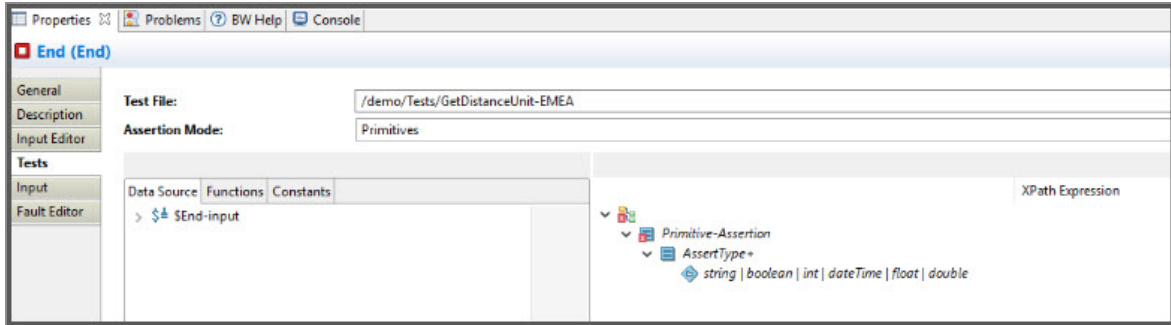 Properties Problems BW Help Console
End (End)
General
Description
Input Editor
Tests
Input
Fault Editor
Test File: /demo/Tests/GetDistanceUnit-EMEA
Assertion Mode: Primitives
Data Source Functions Constants
$End-input
XPath Expression
Primitive-Assertion
AssertType+
string | boolean | int | dateTime | float | double